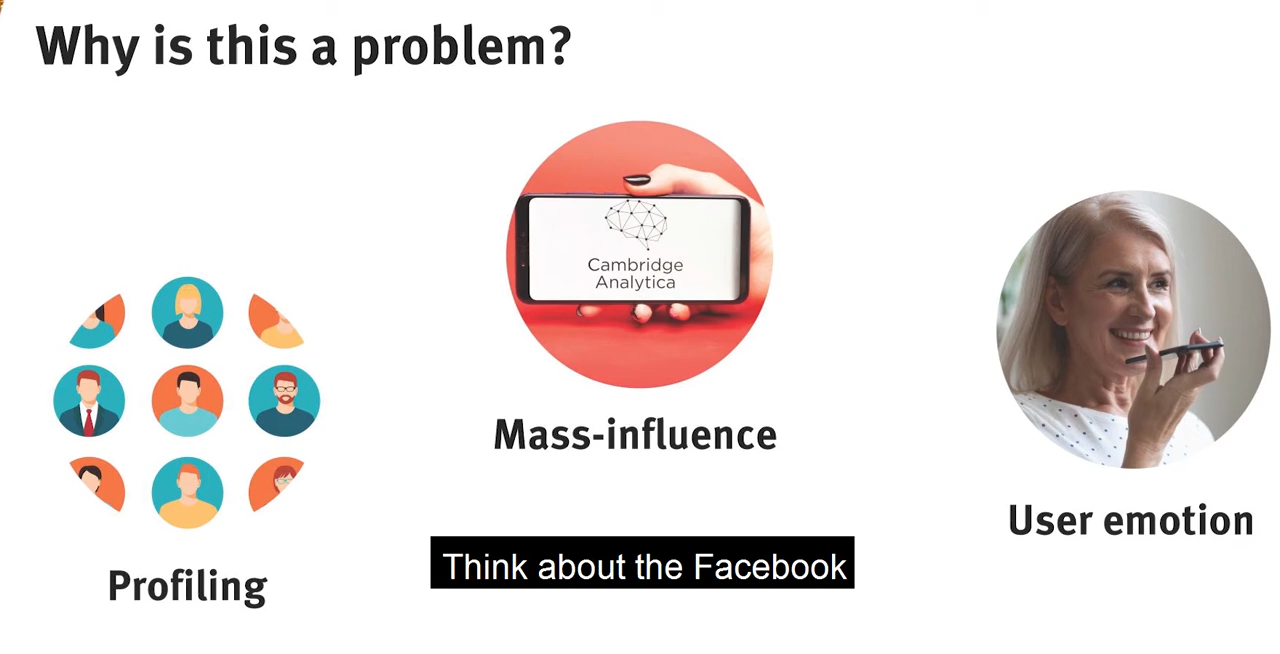 Why is this a problem?
Cambridge
Analytica
Mass-influence
User emotion
Think about the Facebook
Profiling